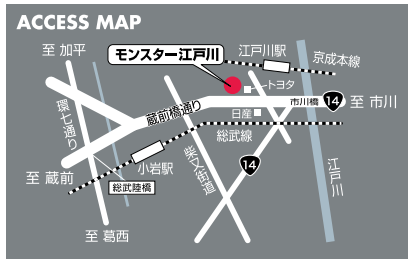 ACCESS MAP
至 加平
モンスター江戸川
江戸川駅
京成本線
トヨタ
環七通り
蔵前橋通り
市川橋
14
至 市川
日産
総武線
柴又街道
14
江戸川
至 蔵前
小岩駅
総武陸橋
至 葛西